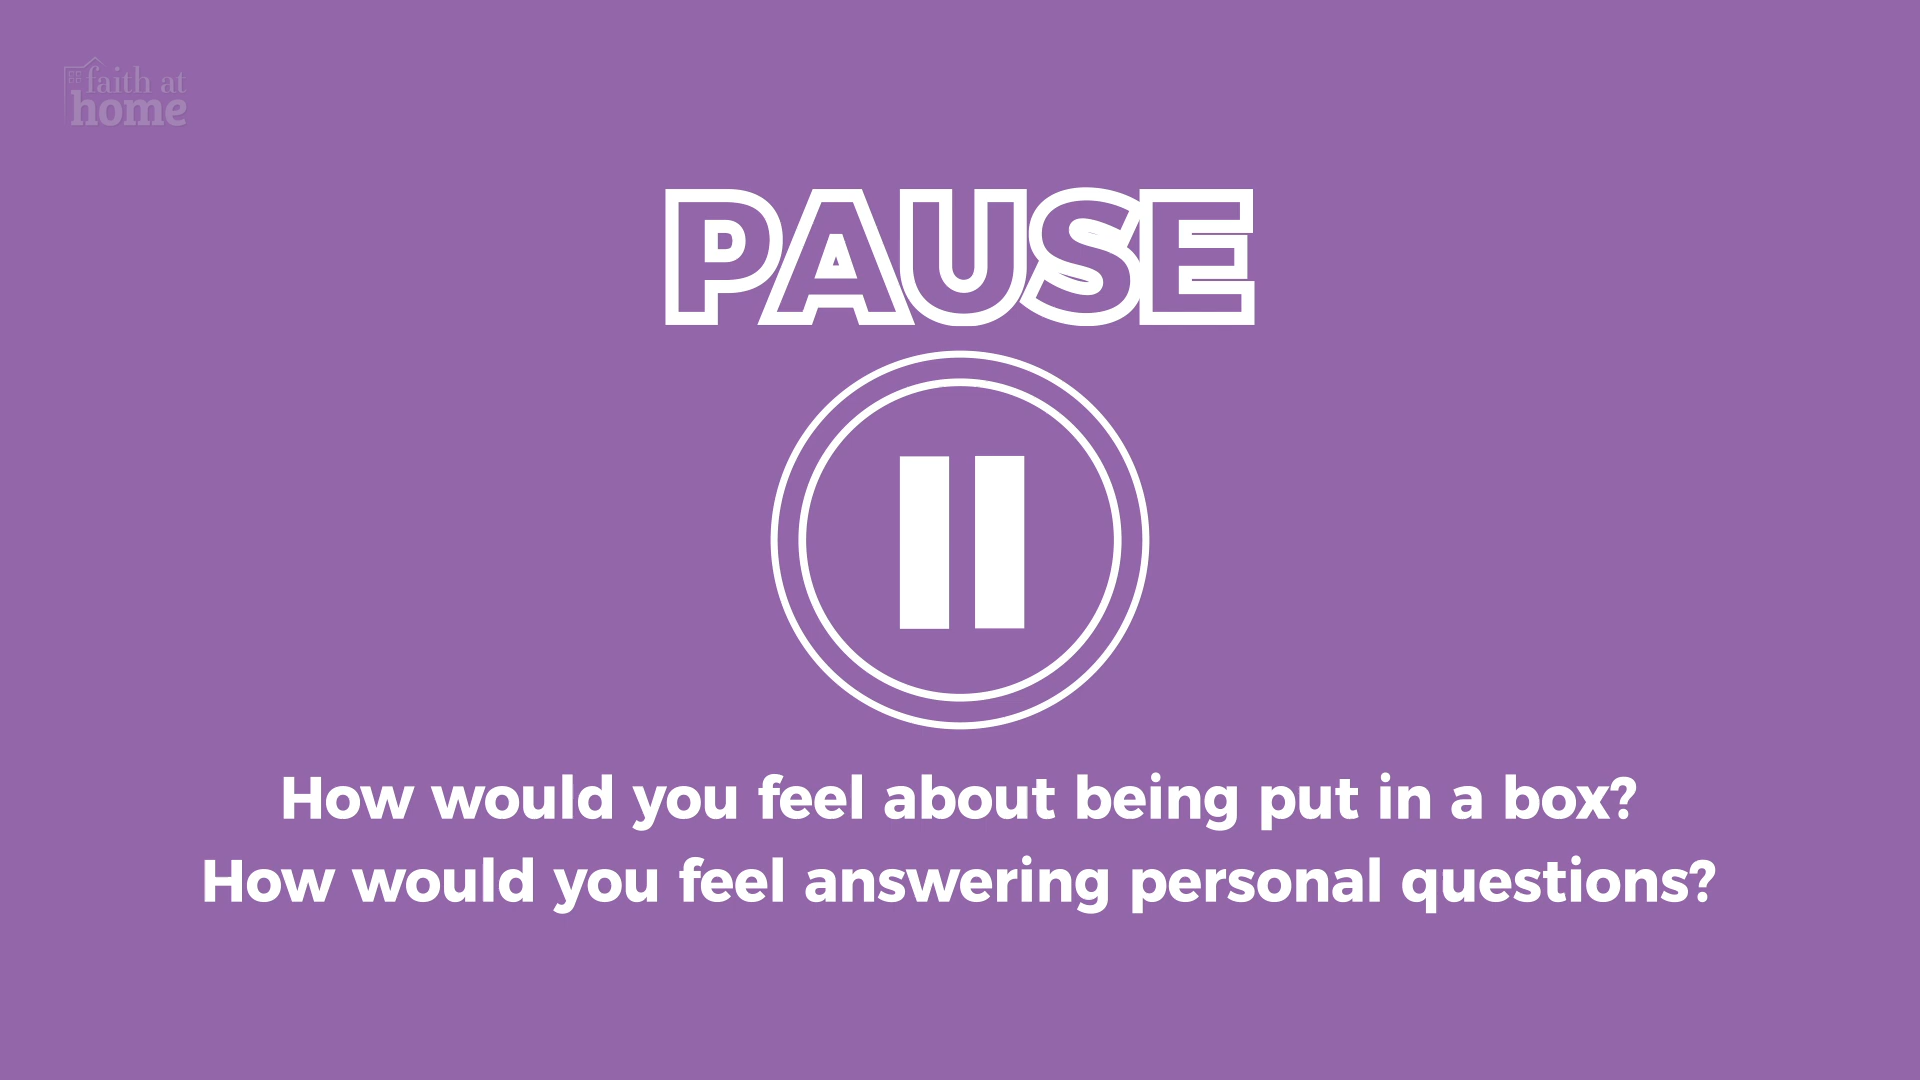 faith at
home
PAUSE
How would you feel about being put in a box?
How would you feel answering personal questions?